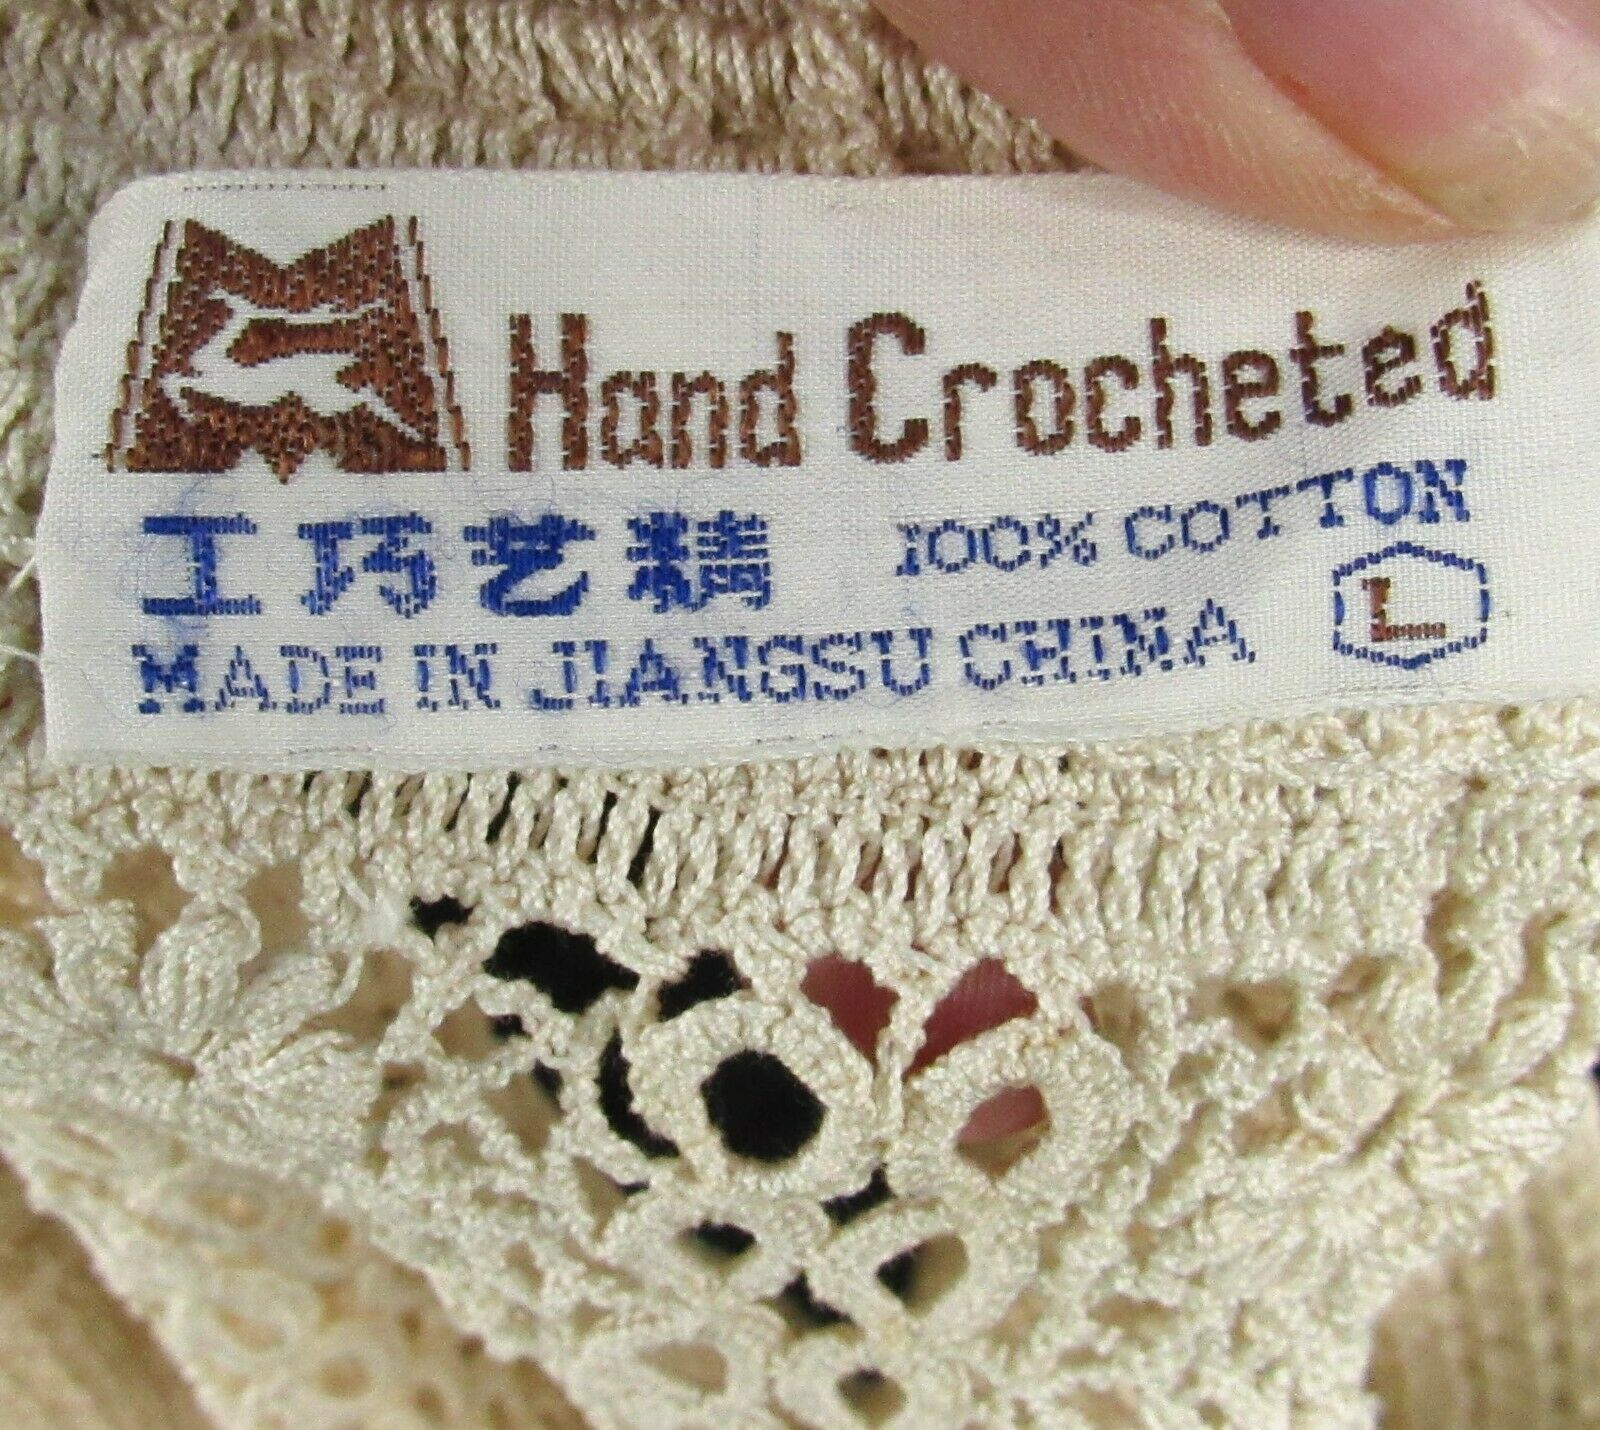 Hand Crocheted
工巧艺精 100% COTTON
MADE IN JIANGSU CHINA L